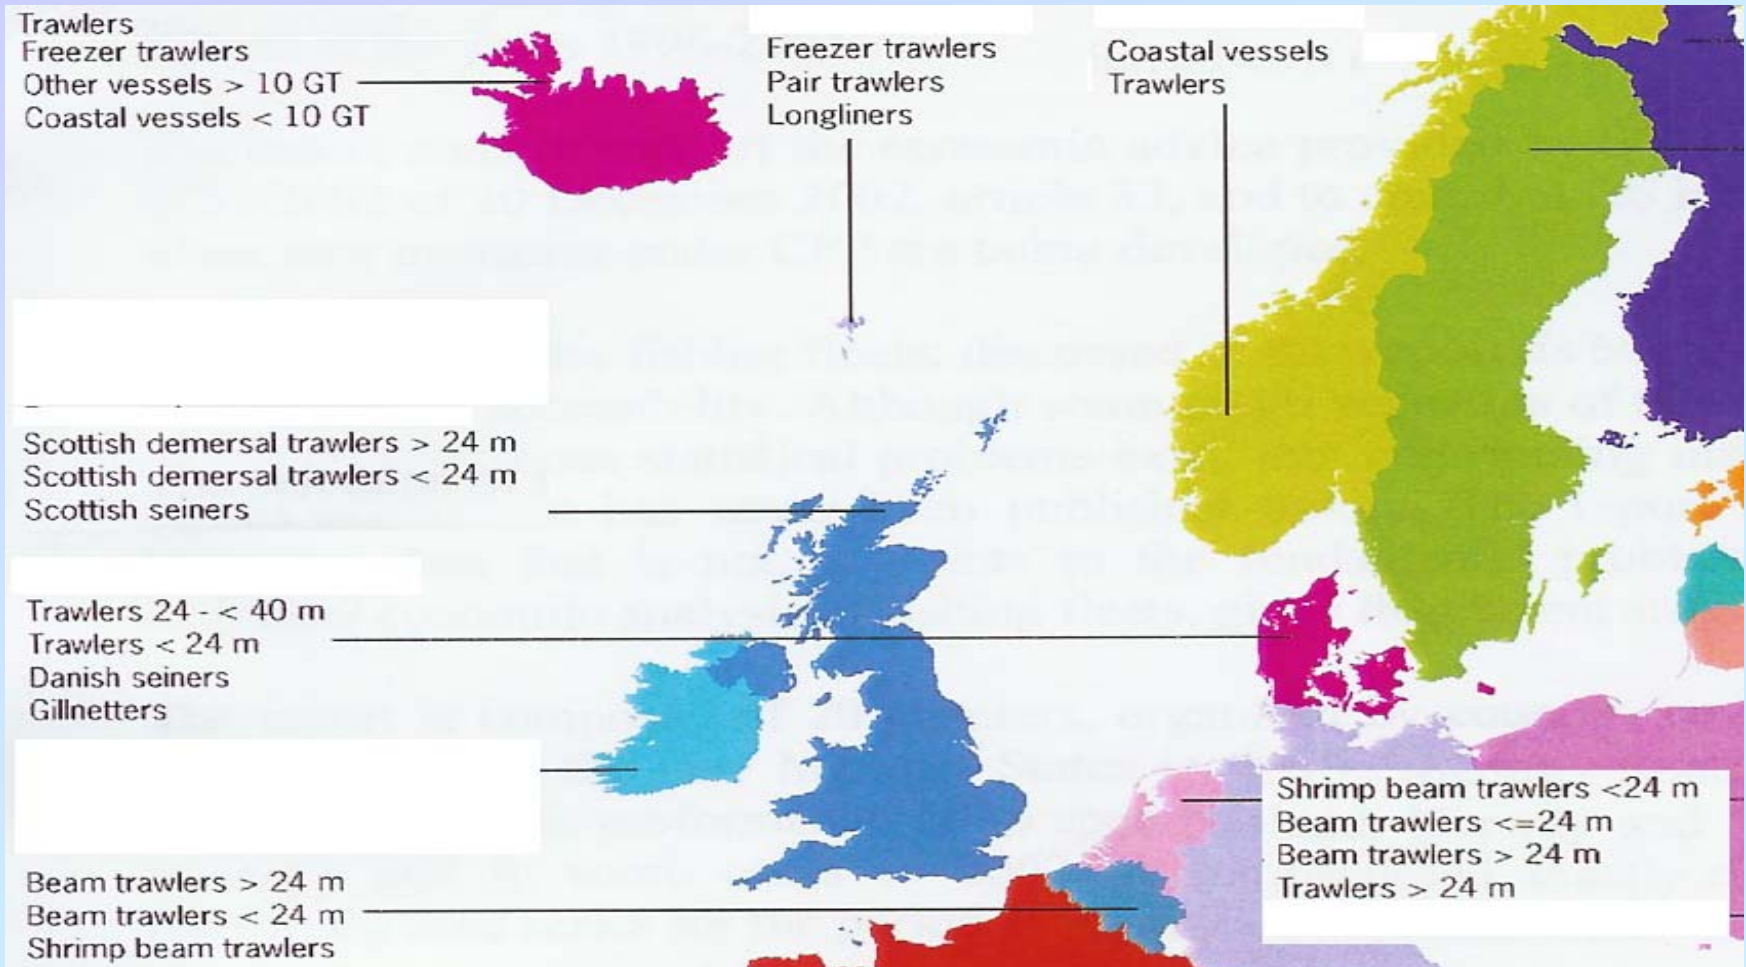 Trawlers
Freezer trawlers
Other vessels > 10 GT
Coastal vessels < 10 GT
Freezer trawlers
Pair trawlers
Longliners
Coastal vessels
Trawlers
Scottish demersal trawlers > 24 m
Scottish demersal trawlers < 24 m
Scottish seiners
Trawlers 24 - < 40 m
Trawlers < 24 m
Danish seiners
Gillnetters
Shrimp beam trawlers <24 m
Beam trawlers <=24 m
Beam trawlers > 24 m
Trawlers > 24 m
Beam trawlers > 24 m
Beam trawlers < 24 m
Shrimp beam trawlers